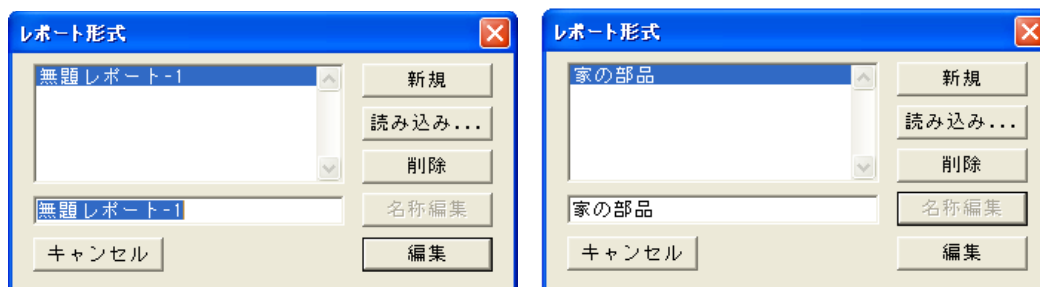 レポート形式
無題レポート-1
新規
読み込み...
削除
無題レポート-1
名称編集
キャンセル
編集
レポート形式
家の部品
新規
読み込み...
削除
家の部品
名称編集
キャンセル
編集